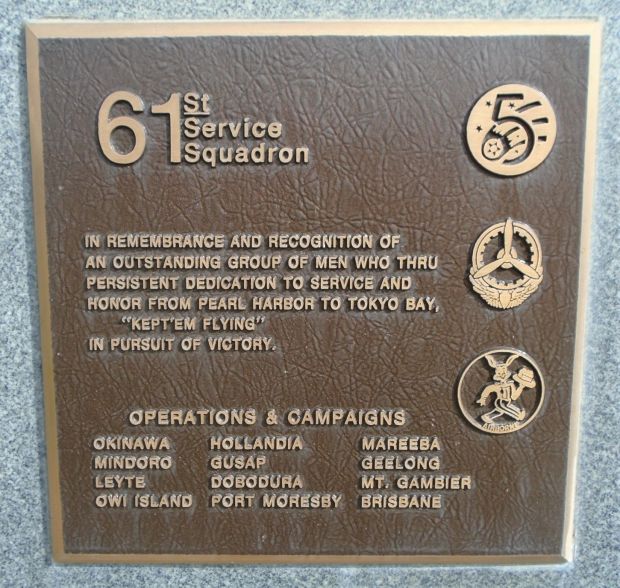 61St
Service
Squadron
5
IN REMEMBRANCE AND RECOGNITION OF
AN OUTSTANDING GROUP OF MEN WHO THRU
PERSISTENT DEDICATION TO SERVICE AND
HONOR FROM PEARL HARBOR TO TOKYO BAY,
"KEPT'EM FLYING"
IN PURSUIT OF VICTORY.
AIRBORNE
OPERATIONS & CAMPAIGNS
OKINAWA HOLLANDIA MAREEBA
MINDORO GUSAP GEELONG
LEYTE DOBODURA MT. GAMBIER
OWI ISLAND PORT MORESBY BRISBANE